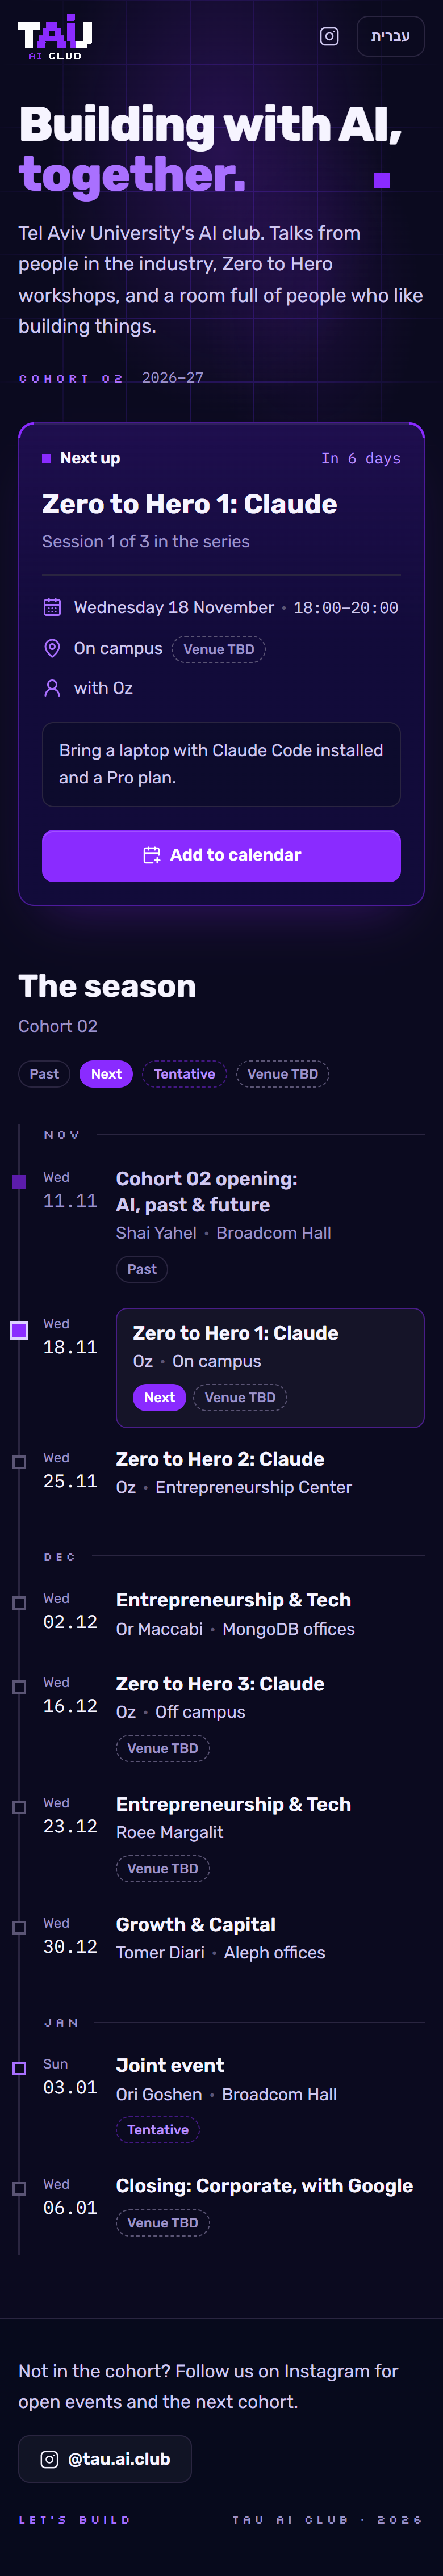 TAU
AI CLUB
עברית
Building with AI,
together.
Tel Aviv University's AI club. Talks from
people in the industry, Zero to Hero
workshops, and a room full of people who like
building things.
COHORT 02 2026–27
Next up In 6 days
Zero to Hero 1: Claude
Session 1 of 3 in the series
Wednesday 18 November · 18:00–20:00
On campus Venue TBD
with Oz
Bring a laptop with Claude Code installed
and a Pro plan.
Add to calendar
The season
Cohort 02
Past Next Tentative Venue TBD
NOV
Wed
11.11
Cohort 02 opening:
AI, past & future
Shai Yahel · Broadcom Hall
Past
Wed
18.11
Zero to Hero 1: Claude
Oz · On campus
Next Venue TBD
Wed
25.11
Zero to Hero 2: Claude
Oz · Entrepreneurship Center
DEC
Wed
02.12
Entrepreneurship & Tech
Or Maccabi · MongoDB offices
Wed
16.12
Zero to Hero 3: Claude
Oz · Off campus
Venue TBD
Wed
23.12
Entrepreneurship & Tech
Roee Margalit
Venue TBD
Wed
30.12
Growth & Capital
Tomer Diari · Aleph offices
JAN
Sun
03.01
Joint event
Ori Goshen · Broadcom Hall
Tentative
Wed
06.01
Closing: Corporate, with Google
Venue TBD
Not in the cohort? Follow us on Instagram for
open events and the next cohort.
@tau.ai.club
LET'S BUILD TAU AI CLUB · 2026